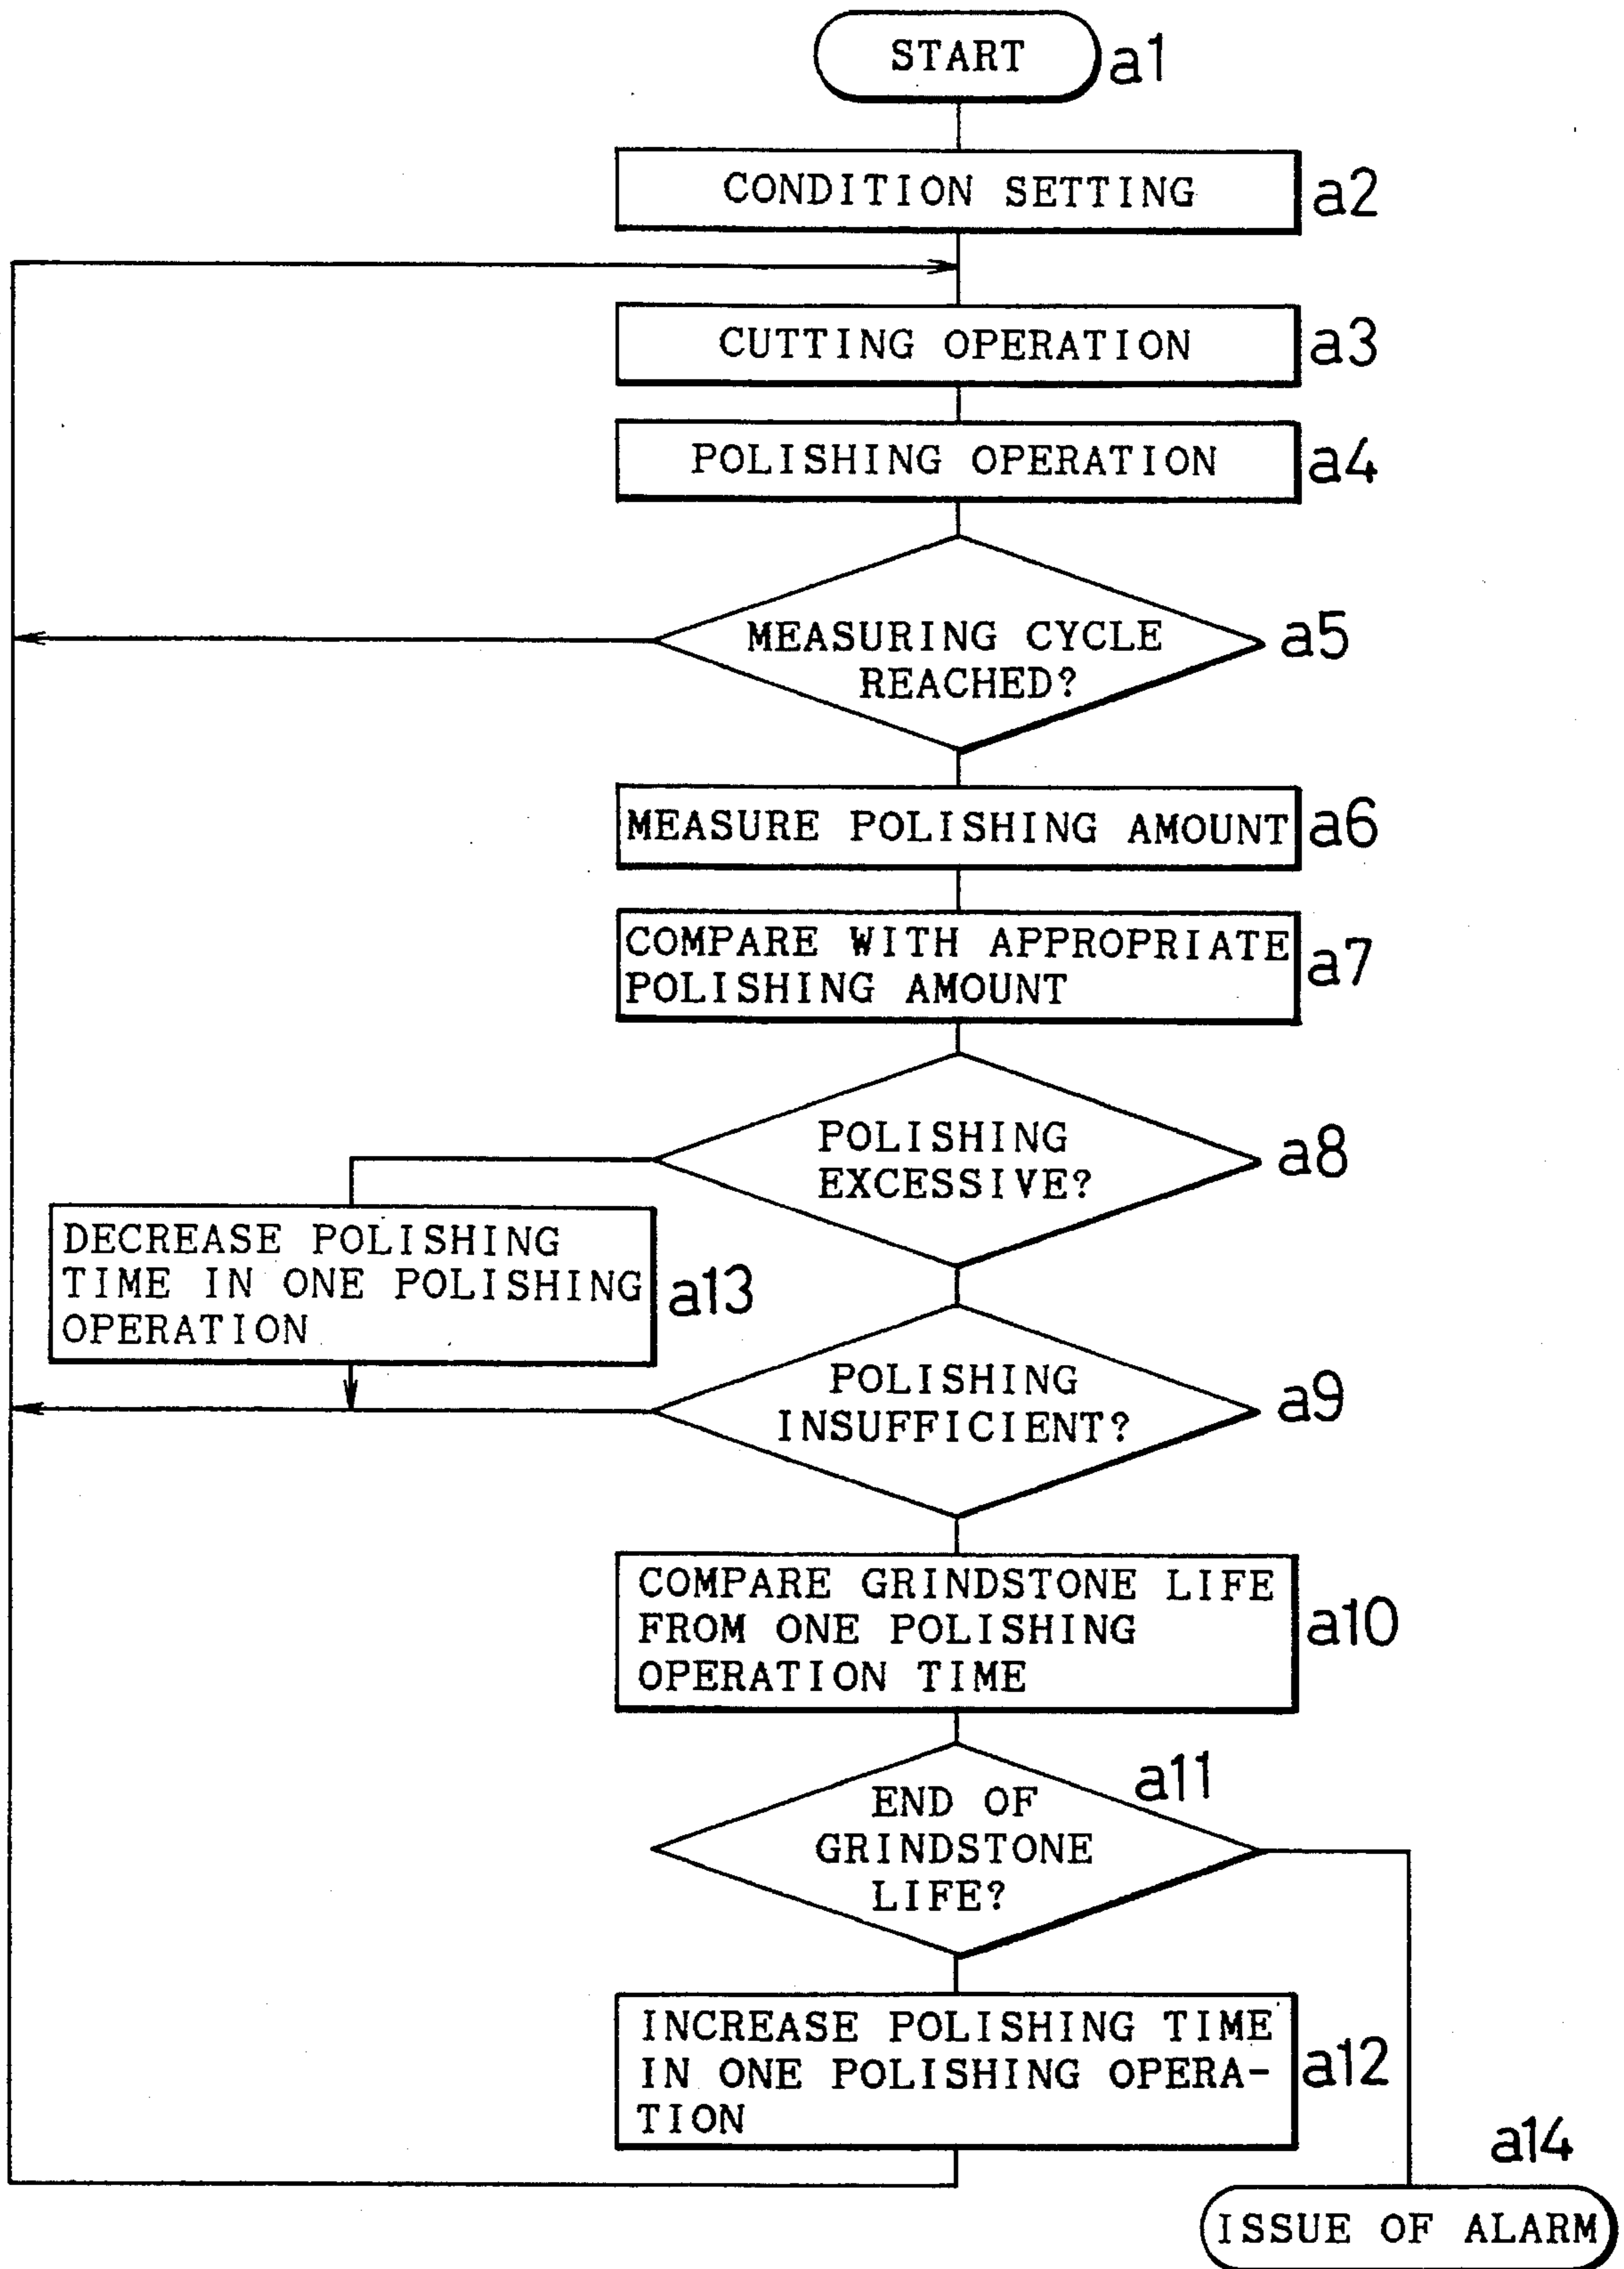 START
a1
CONDITION SETTING
a2
CUTTING OPERATION
a3
POLISHING OPERATION
a4
MEASURING CYCLE
REACHED?
a5
MEASURE POLISHING AMOUNT
a6
COMPARE WITH APPROPRIATE
POLISHING AMOUNT
a7
POLISHING
EXCESSIVE?
a8
DECREASE POLISHING
TIME IN ONE POLISHING
OPERATION
a13
POLISHING
INSUFFICIENT?
a9
COMPARE GRINDSTONE LIFE
FROM ONE POLISHING
OPERATION TIME
a10
END OF
GRINDSTONE
LIFE?
a11
INCREASE POLISHING TIME
IN ONE POLISHING OPERA-
TION
a12
a14
ISSUE OF ALARM